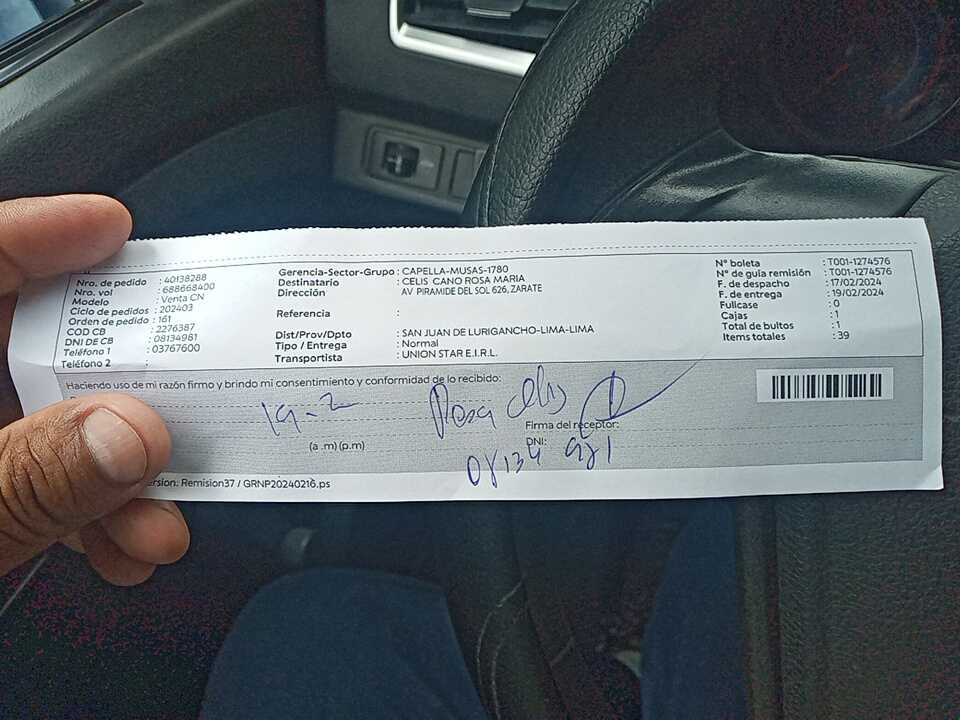 Nro. de pedido : 40138288
Nro. vol : 688668400
Modelo : Venta CN
Ciclo de pedidos : 202403
Orden de pedido : 161
COD CB : 2276387
DNI DE CB : 08134981
Teléfono 1 : 03767600
Teléfono 2 :
Gerencia-Sector-Grupo : CAPELLA-MUSAS-1780
Destinatario : CELIS CANO ROSA MARIA
Dirección : AV PIRAMIDE DEL SOL 626, ZARATE
Referencia :
Dist/Prov/Dpto : SAN JUAN DE LURIGANCHO-LIMA-LIMA
Tipo / Entrega : Normal
Transportista : UNION STAR E.I.R.L.
N° boleta : T001-1274576
N° de guía remisión : T001-1274576
F. de despacho : 17/02/2024
F. de entrega : 19/02/2024
Fullcase : 0
Cajas : 1
Total de bultos : 1
Items totales : 39
Haciendo uso de mi razón firmo y brindo mi consentimiento y conformidad de lo recibido:
19-2
Rosa Celis
(a .m) (p.m)
Firma del receptor:
DNI:
08134981
ersion: Remision37 / GRNP20240216.ps